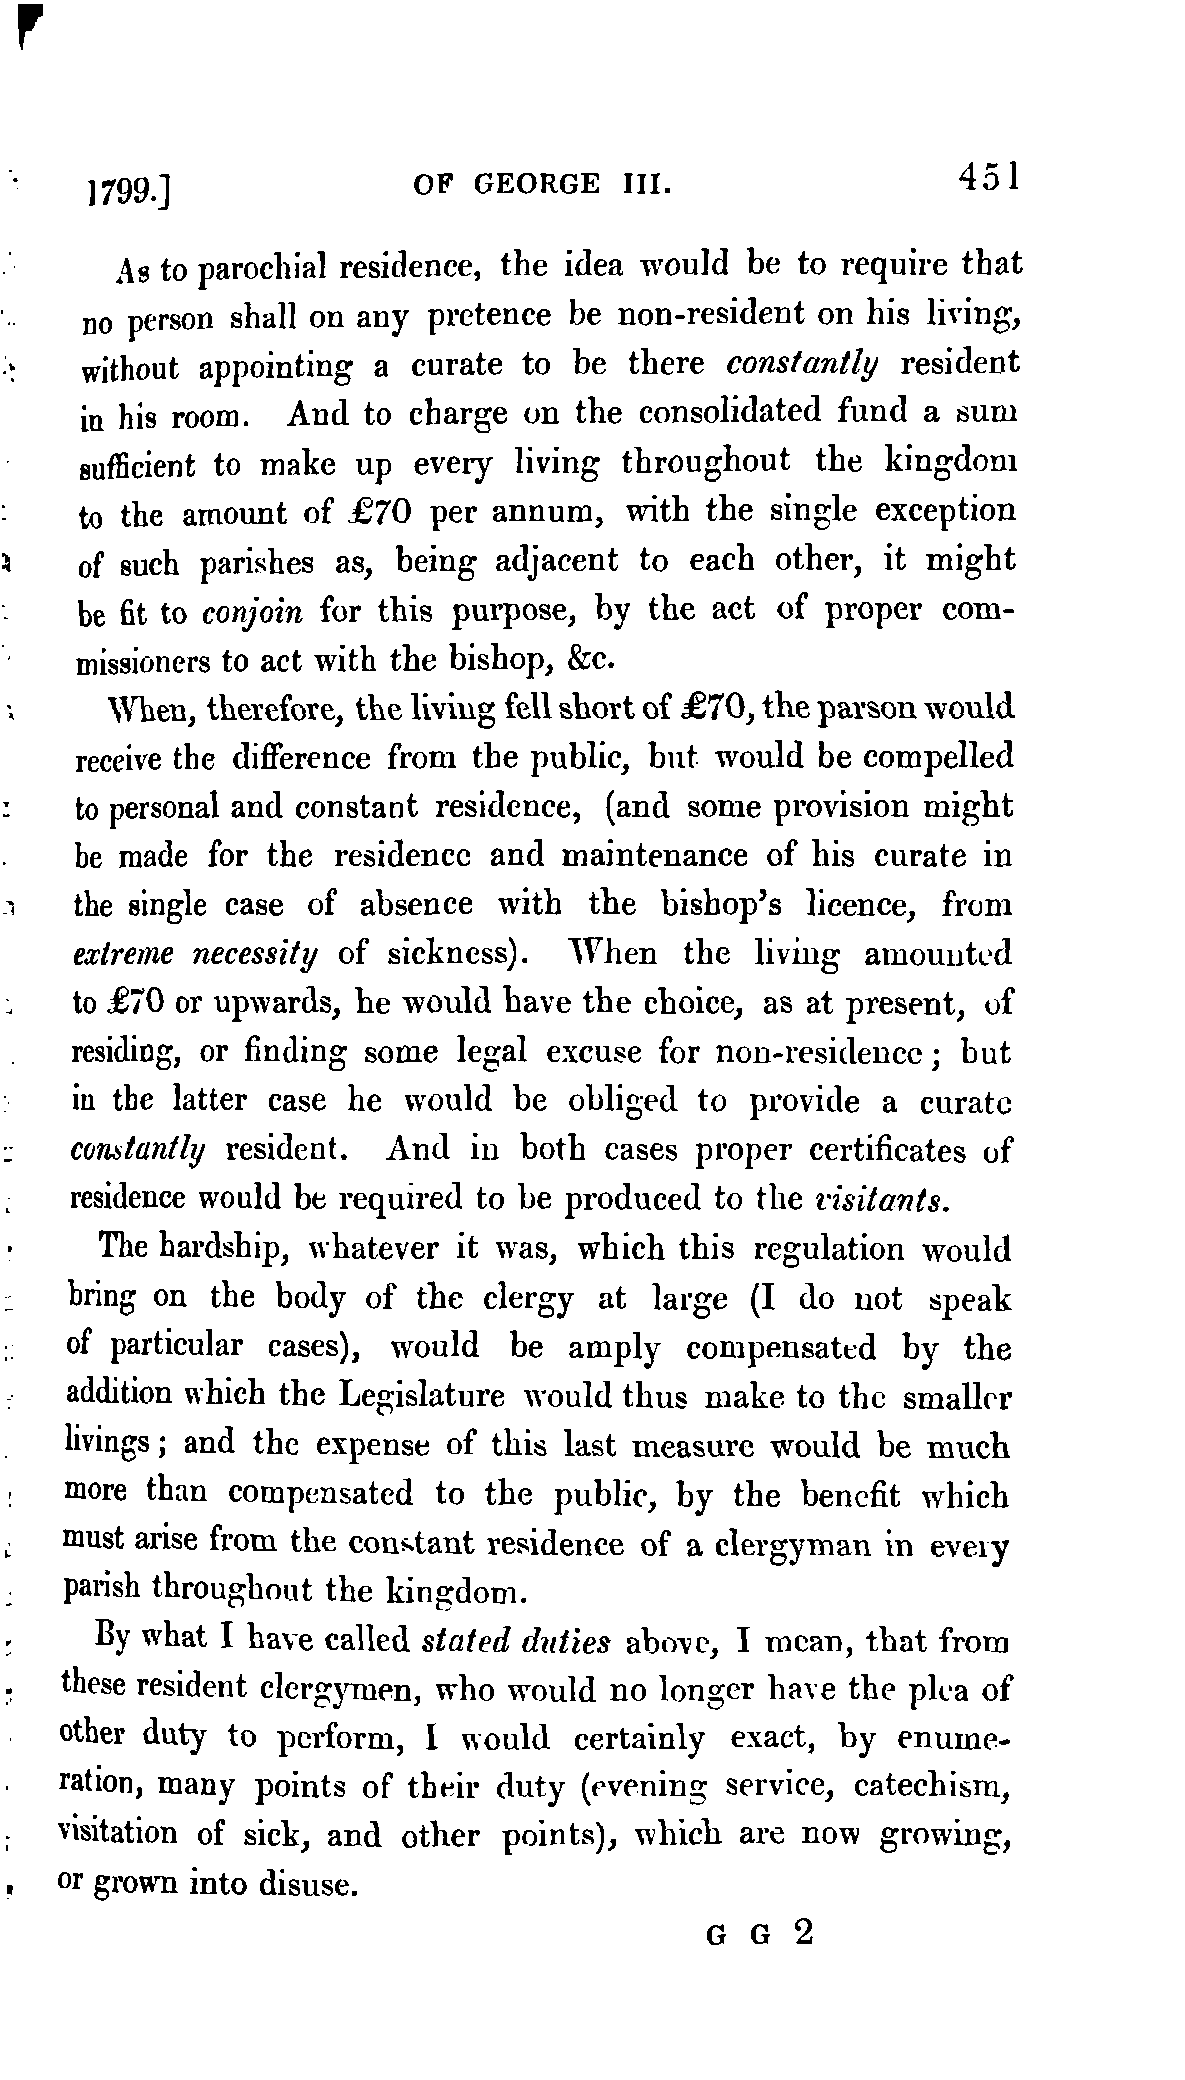 1799.] OF GEORGE III. 451
As to parochial residence, the idea would be to require that
no person shall on any pretence be non-resident on his living,
without appointing a curate to be there constantly resident
in his room. And to charge on the consolidated fund a sum
sufficient to make up every living throughout the kingdom
to the amount of £70 per annum, with the single exception
of such parishes as, being adjacent to each other, it might
be fit to conjoin for this purpose, by the act of proper com-
missioners to act with the bishop, &c.
When, therefore, the living fell short of £70, the parson would
receive the difference from the public, but would be compelled
to personal and constant residence, (and some provision might
be made for the residence and maintenance of his curate in
the single case of absence with the bishop's licence, from
extreme necessity of sickness). When the living amounted
to £70 or upwards, he would have the choice, as at present, of
residing, or finding some legal excuse for non-residence; but
in the latter case he would be obliged to provide a curate
constantly resident. And in both cases proper certificates of
residence would be required to be produced to the visitants.
The hardship, whatever it was, which this regulation would
bring on the body of the clergy at large (I do not speak
of particular cases), would be amply compensated by the
addition which the Legislature would thus make to the smaller
livings; and the expense of this last measure would be much
more than compensated to the public, by the benefit which
must arise from the constant residence of a clergyman in every
parish throughout the kingdom.
By what I have called stated duties above, I mean, that from
these resident clergymen, who would no longer have the plea of
other duty to perform, I would certainly exact, by enume-
ration, many points of their duty (evening service, catechism,
visitation of sick, and other points), which are now growing,
or grown into disuse.
G G 2